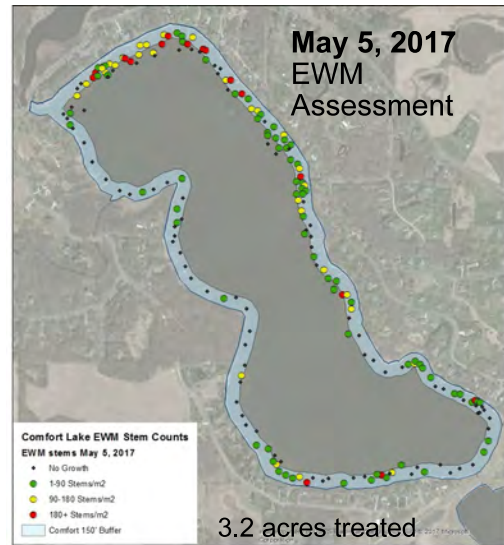 May 5, 2017
EWM
Assessment
Comfort Lake EWM Stem Counts
EWM stems May 5, 2017
No Growth
1-90 Stems/m2
90-180 Stems/m2
180+ Stems/m2
Comfort 150' Buffer
3.2 acres treated